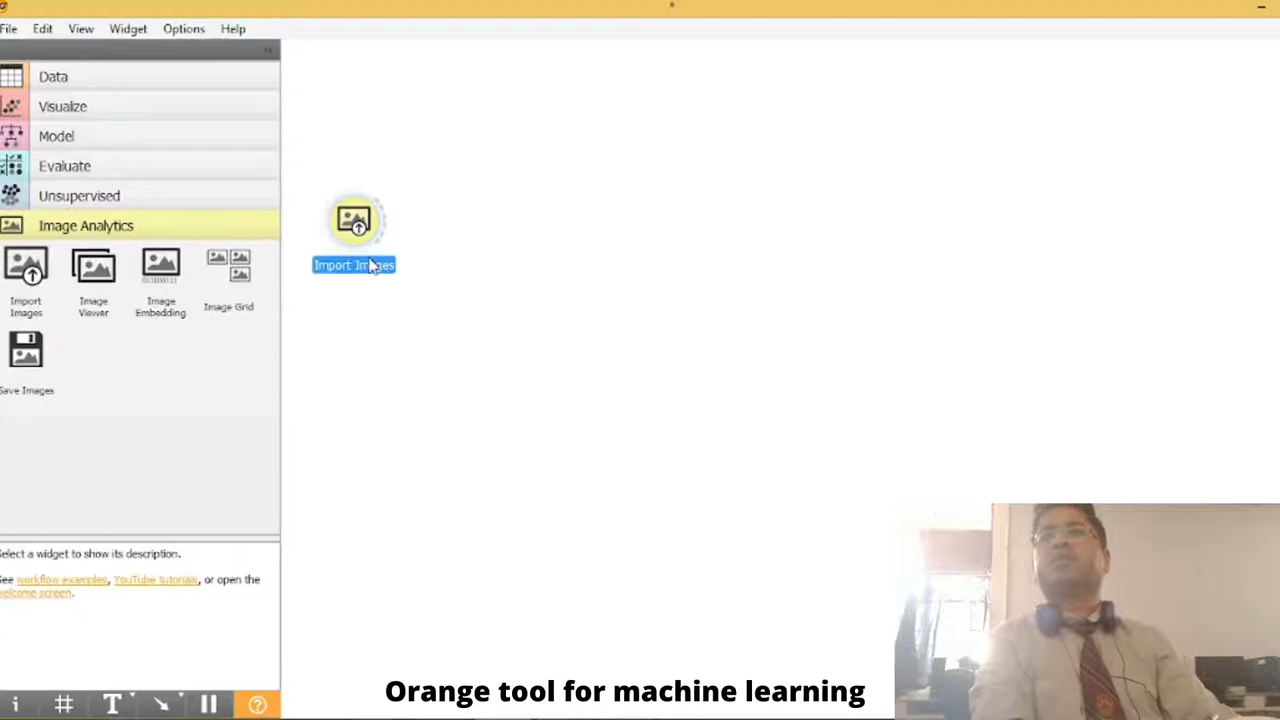 File Edit View Widget Options Help
Data
Visualize
Model
Evaluate
Unsupervised
Image Analytics
Import Images
Image Viewer
Image Embedding
Image Grid
Save Images
Import Images
Select a widget to show its description.
See workflow examples, YouTube tutorials, or open the
welcome screen.
Orange tool for machine learning